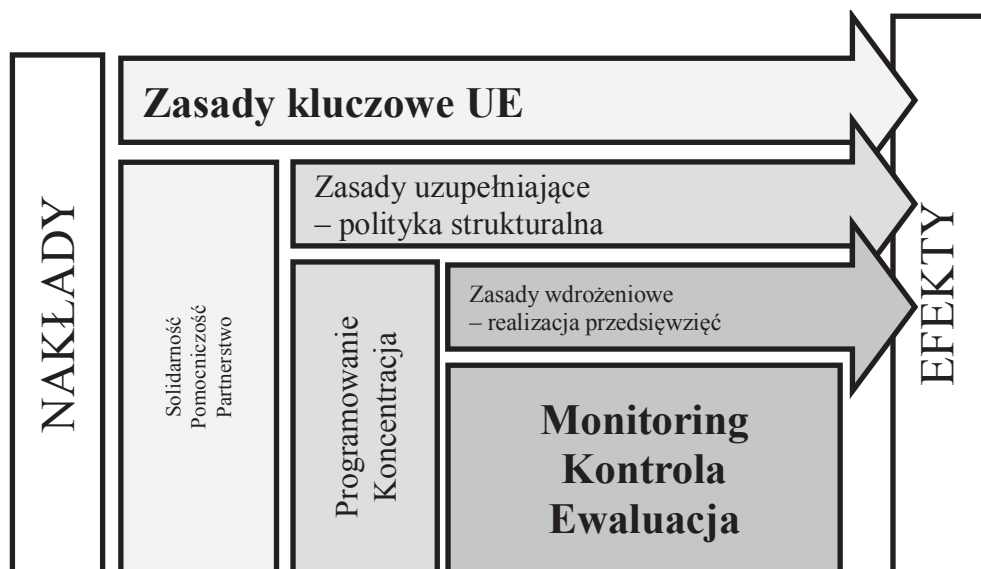 NAKŁADY
Zasady kluczowe UE
Solidarność
Pomocniczość
Partnerstwo
Zasady uzupełniające
– polityka strukturalna
Programowanie
Koncentracja
Zasady wdrożeniowe
– realizacja przedsięwzięć
Monitoring
Kontrola
Ewaluacja
EFEKTY